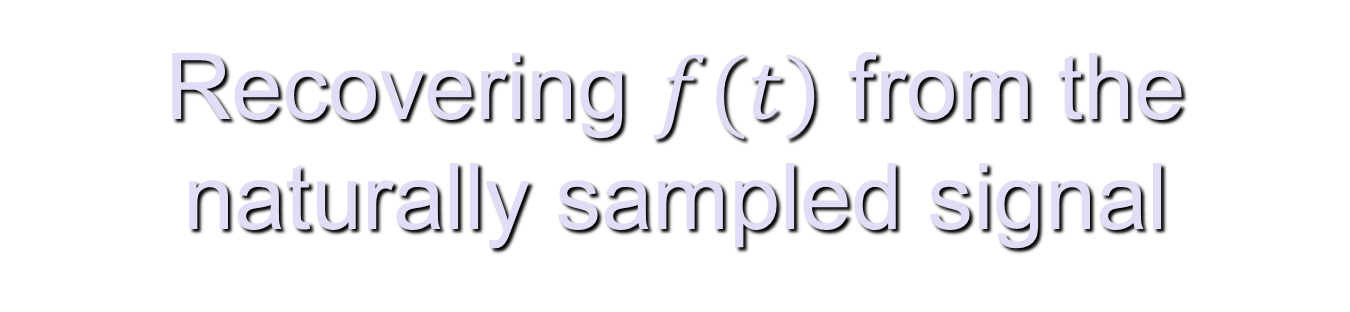 Recovering f(t) from the
naturally sampled signal